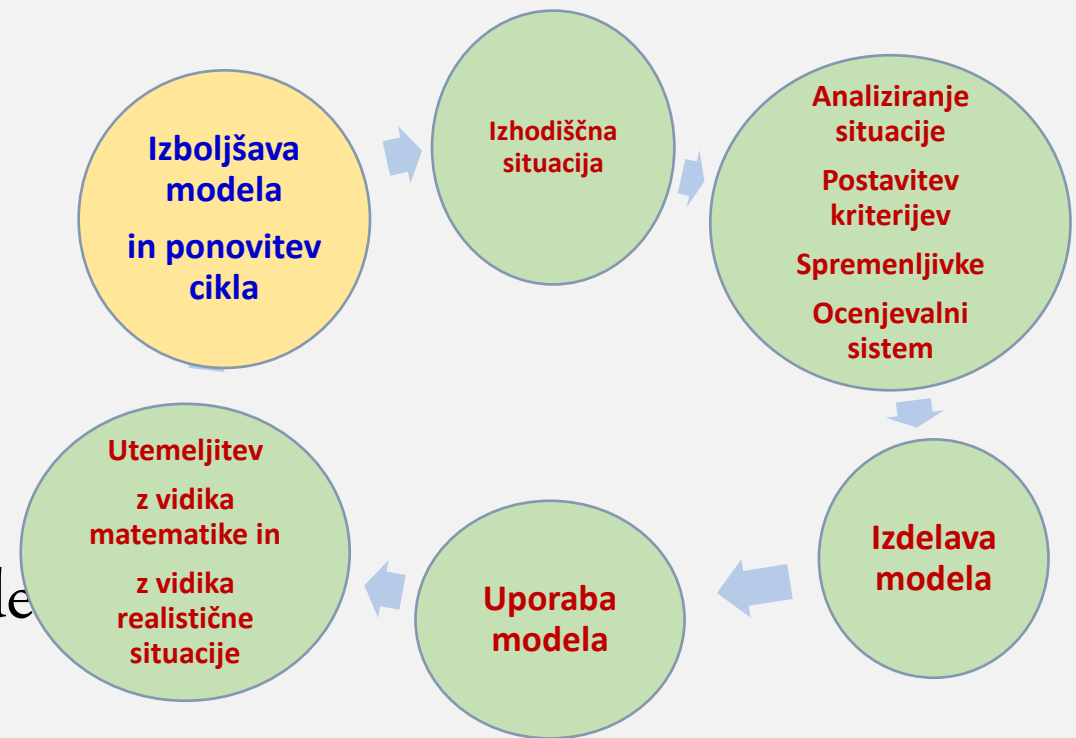 Izboljšava
modela
in ponovitev
cikla
Izhodiščna
situacija
Analiziranje
situacije
Postavitev
kriterijev
Spremenljivke
Ocenjevalni
sistem
Izdelava
modela
Uporaba
modela
Utemeljitev
z vidika
matematike in
z vidika
realistične
situacije